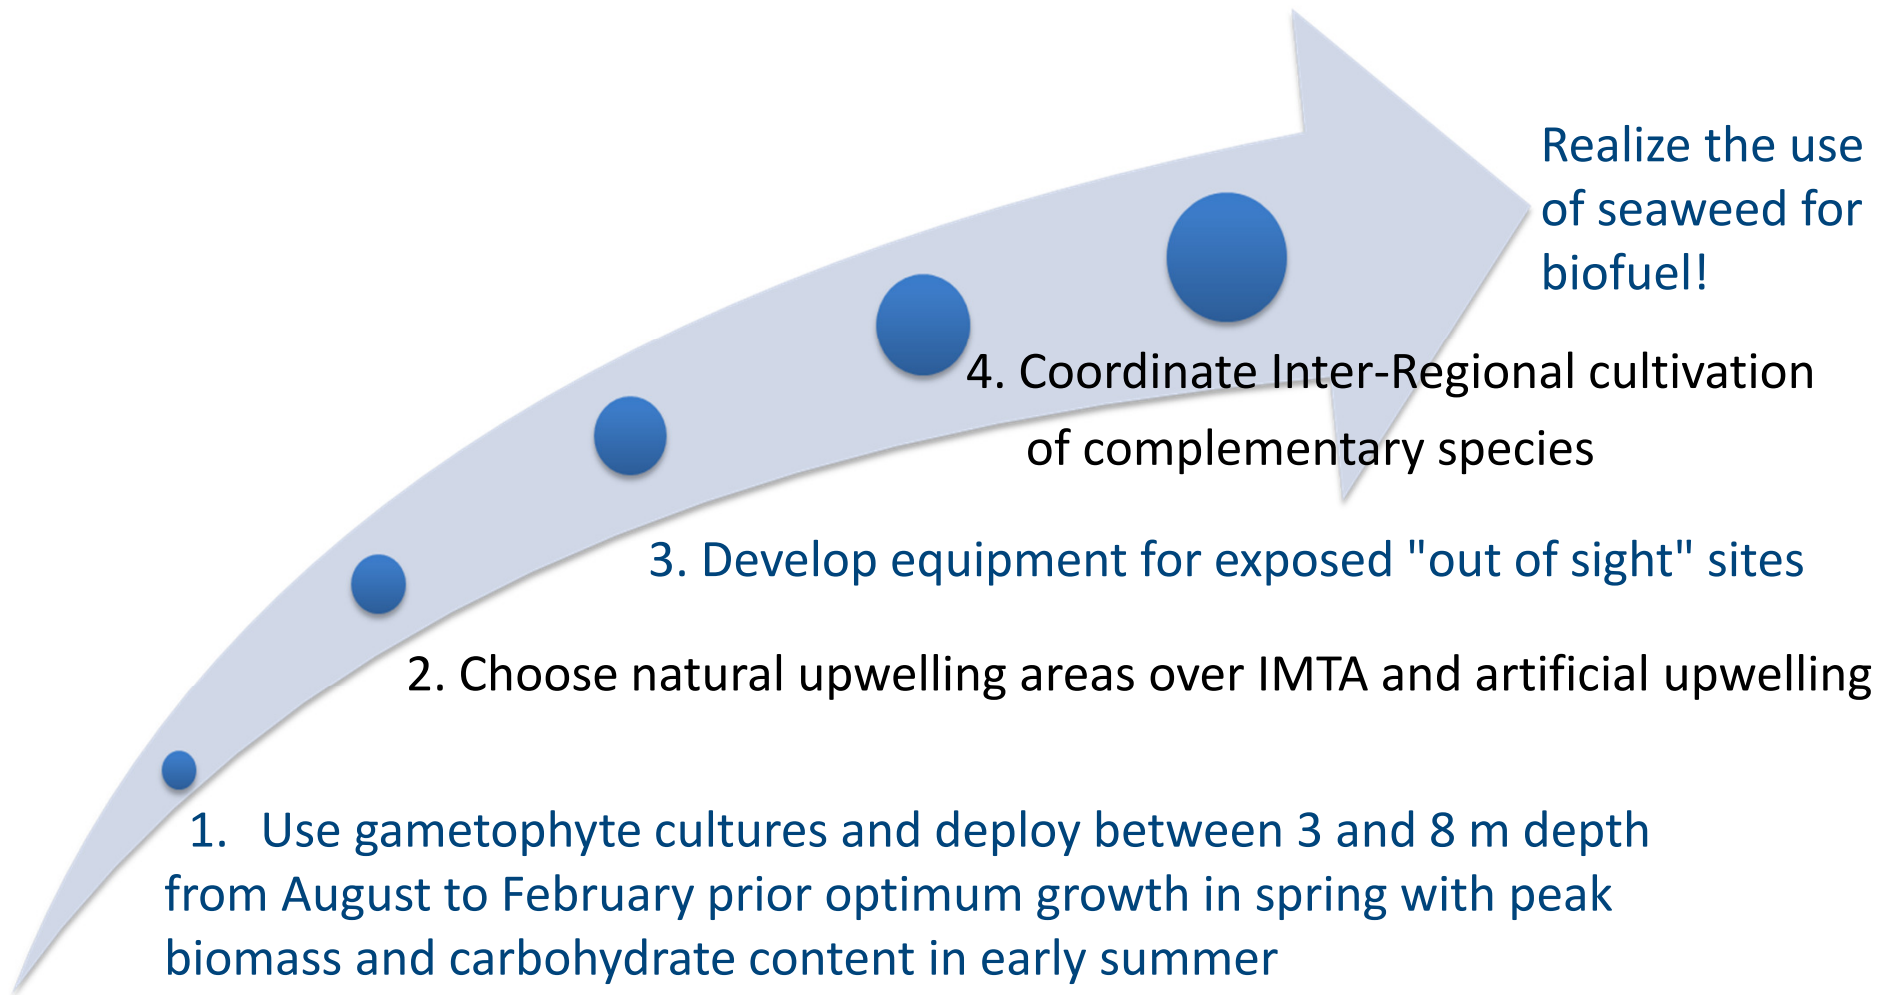 Realize the use
of seaweed for
biofuel!
4. Coordinate Inter-Regional cultivation
of complementary species
3. Develop equipment for exposed "out of sight" sites
2. Choose natural upwelling areas over IMTA and artificial upwelling
1. Use gametophyte cultures and deploy between 3 and 8 m depth
from August to February prior optimum growth in spring with peak
biomass and carbohydrate content in early summer